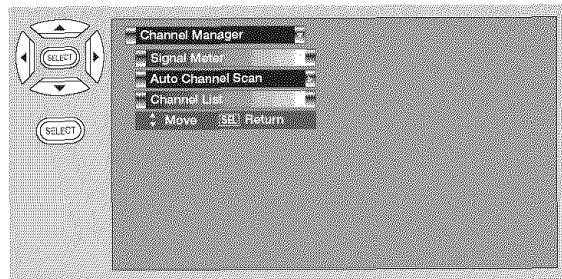 SELECT
SELECT
Channel Manager
Signal Meter
Auto Channel Scan
Channel List
Move SEL Return